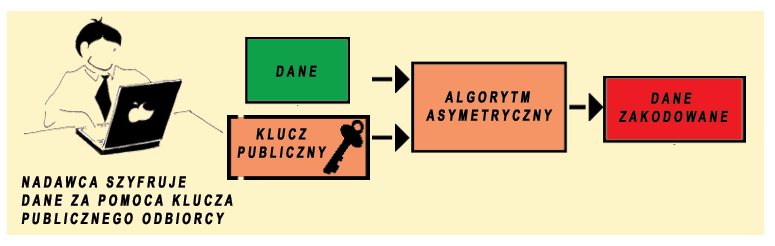 DANE
KLUCZ
PUBLICZNY
ALGORYTM
ASYMETRYCZNY
DANE
ZAKODOWANE
NADAWCA SZYFRUJE
DANE ZA POMOCA KLUCZA
PUBLICZNEGO ODBIORCY